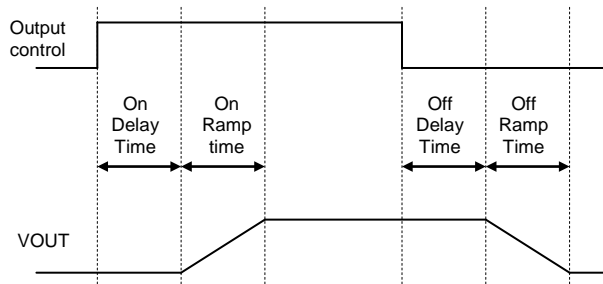 Output
control
On
Delay
Time
On
Ramp
time
Off
Delay
Time
Off
Ramp
Time
VOUT